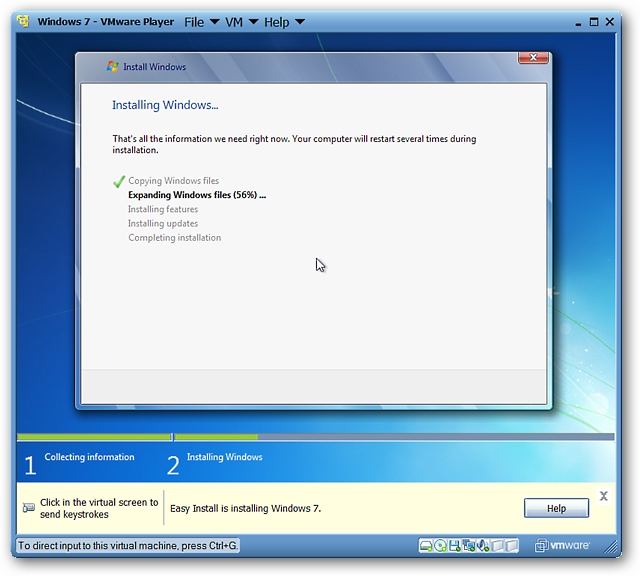 Windows 7 - VMware Player File VM Help
Install Windows
Installing Windows...
That's all the information we need right now. Your computer will restart several times during
installation.
Copying Windows files
Expanding Windows files (56%) ...
Installing features
Installing updates
Completing installation
1 Collecting information 2 Installing Windows
Click in the virtual screen to
send keystrokes
Easy Install is installing Windows 7.
Help
To direct input to this virtual machine, press Ctrl+G.
vmware